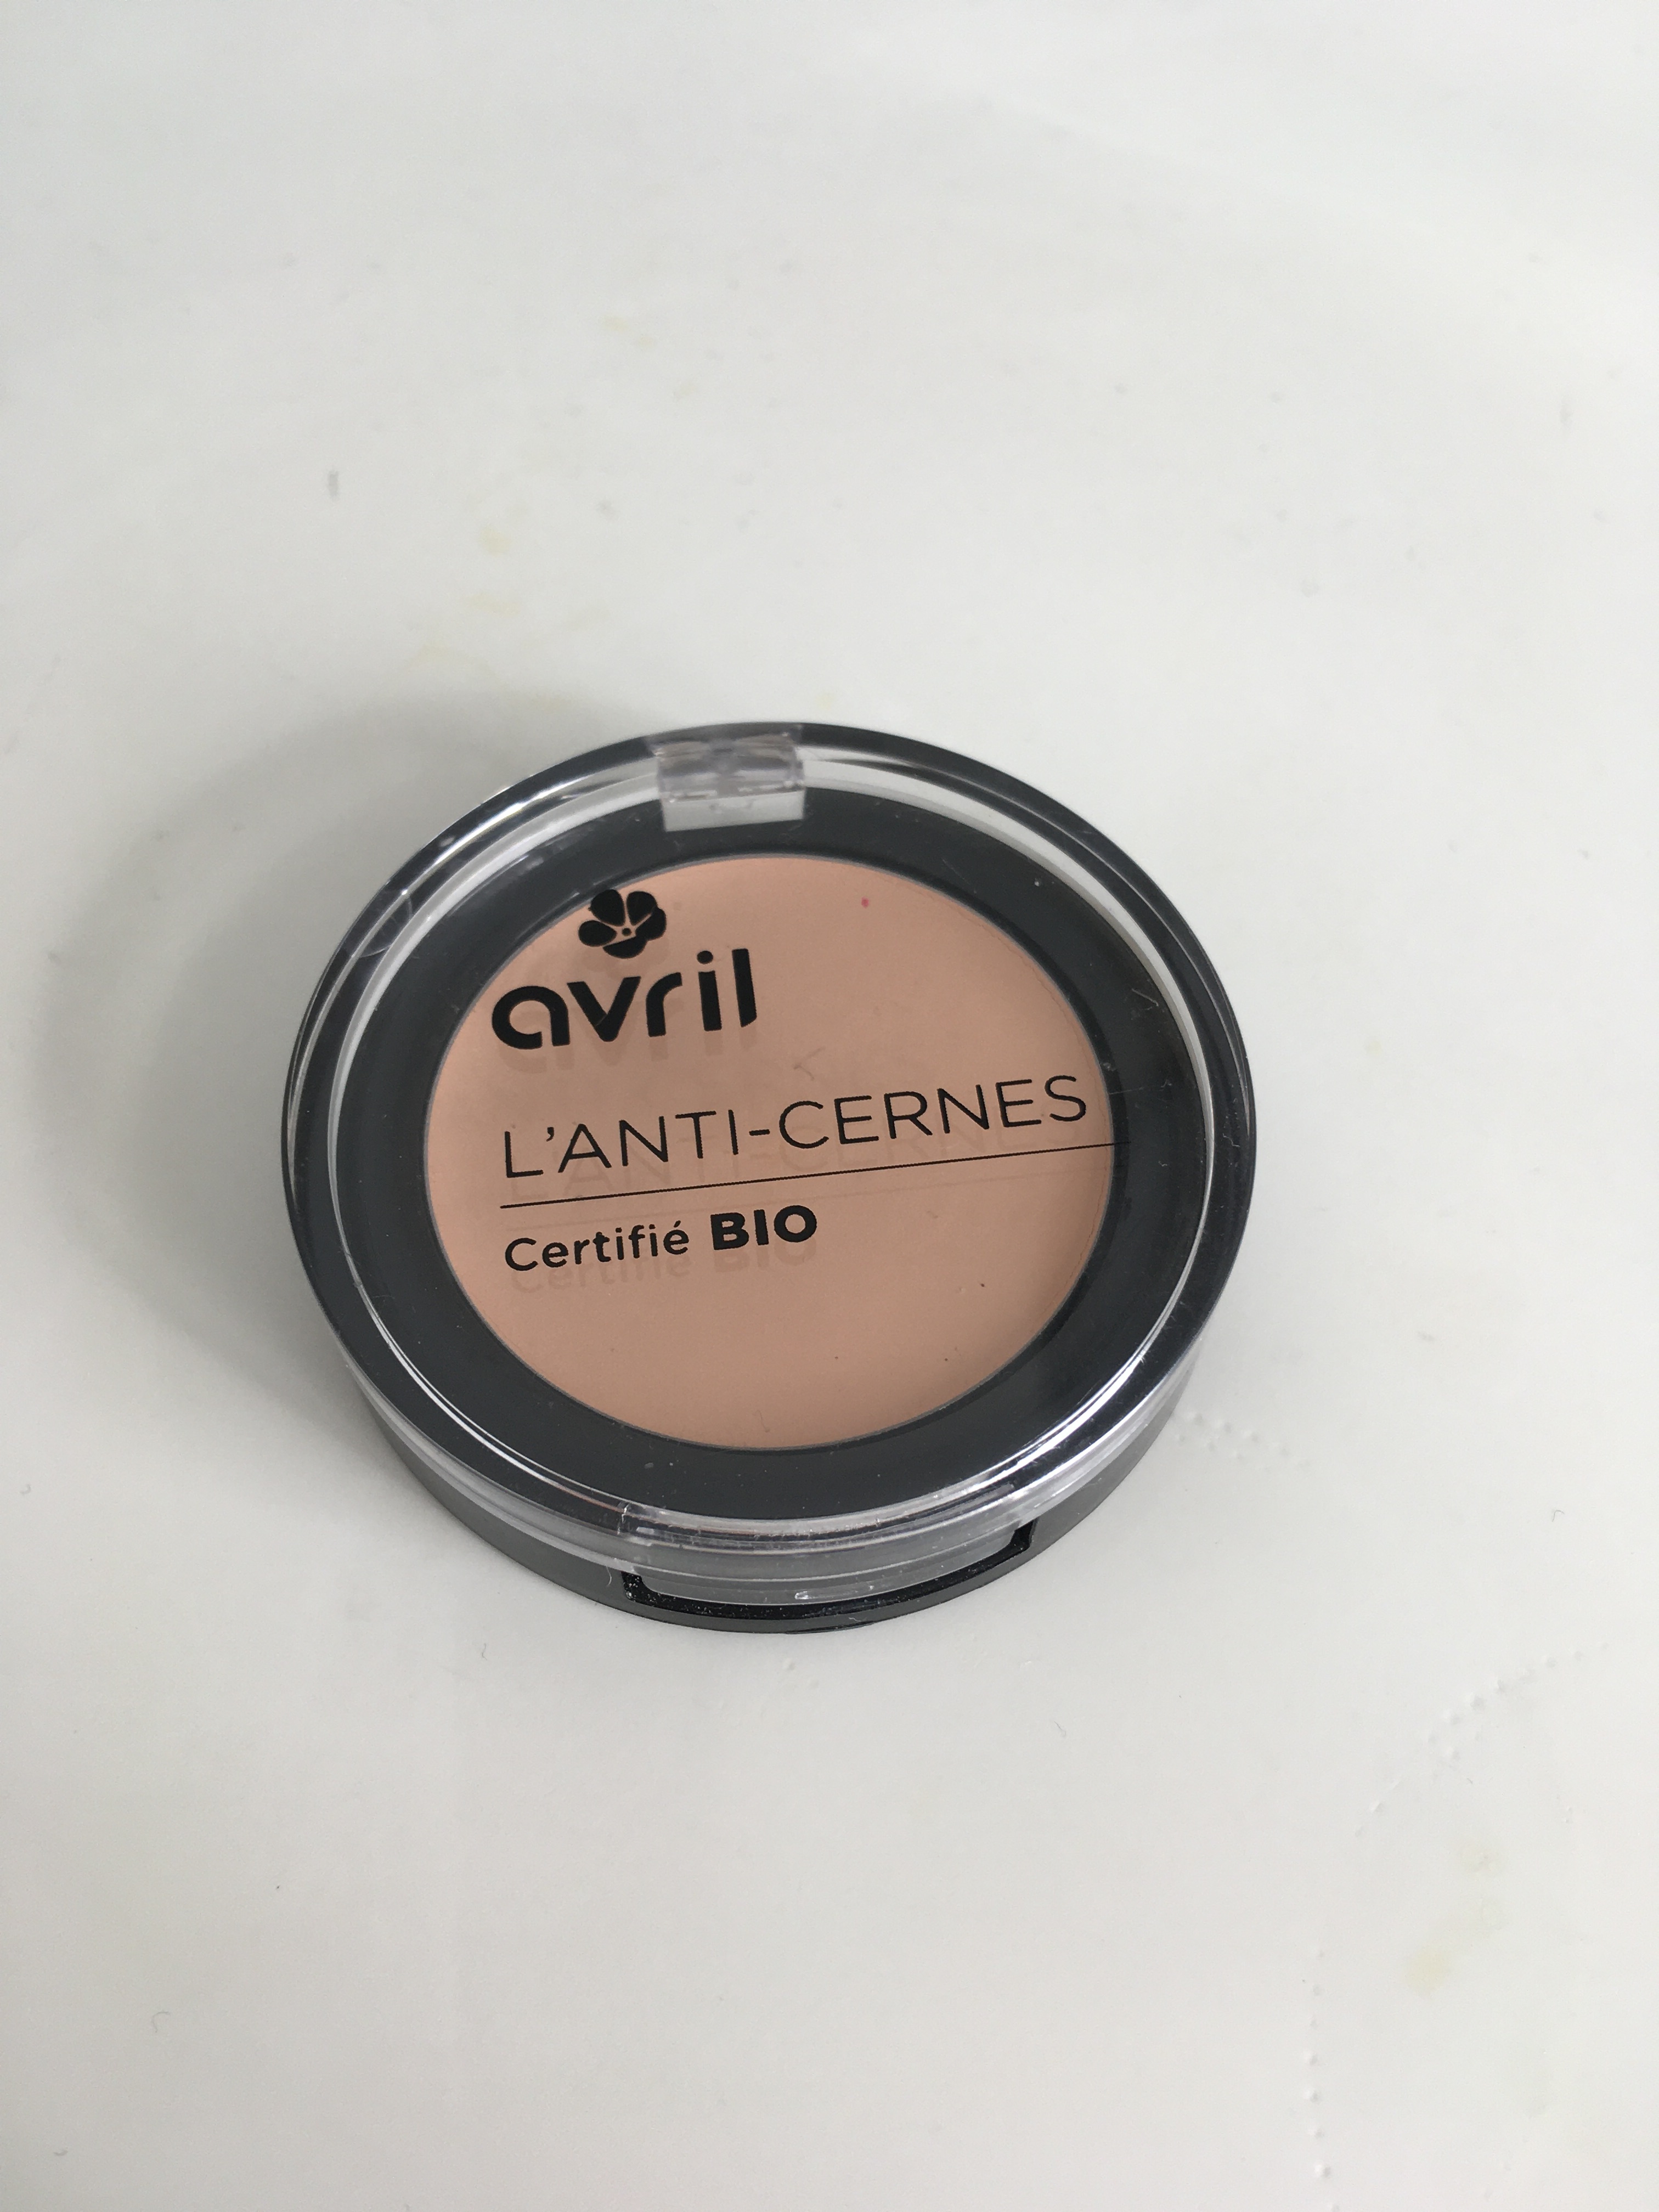 avril
L'ANTI-CERNES
Certifié BIO